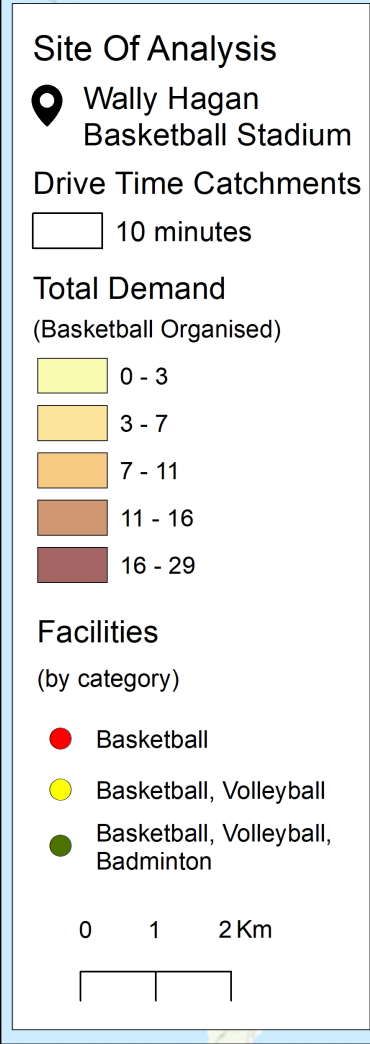 Site Of Analysis
Wally Hagan
Basketball Stadium
Drive Time Catchments
10 minutes
Total Demand
(Basketball Organised)
0 - 3
3 - 7
7 - 11
11 - 16
16 - 29
Facilities
(by category)
Basketball
Basketball, Volleyball
Basketball, Volleyball,
Badminton
0 1 2 Km